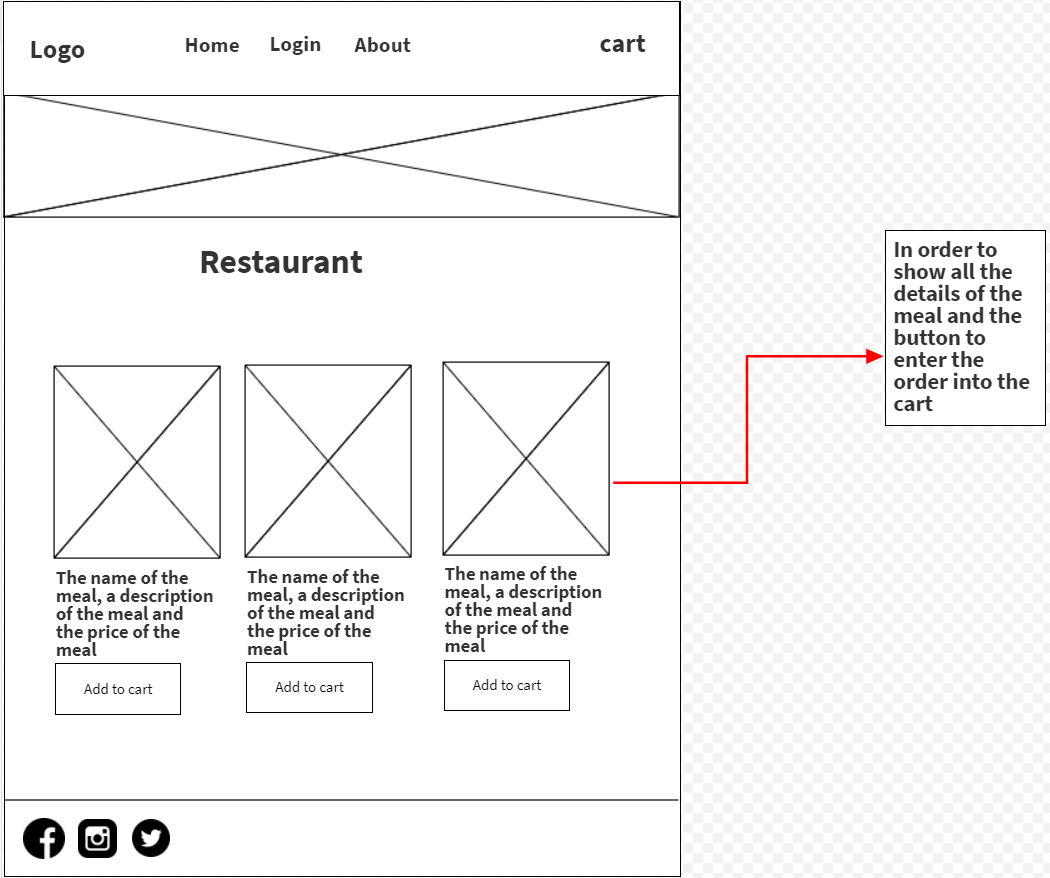 Logo
Home
Login
About
cart
Restaurant
In order to
show all the
details of the
meal and the
button to
enter the
order into the
cart
The name of the
meal, a description
of the meal and
the price of the
meal
Add to cart
The name of the
meal, a description
of the meal and
the price of the
meal
Add to cart
The name of the
meal, a description
of the meal and
the price of the
meal
Add to cart